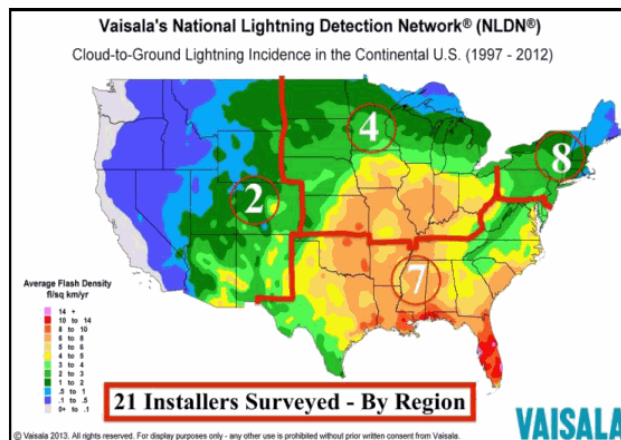 Vaisala's National Lightning Detection Network® (NLDN®)
Cloud-to-Ground Lightning Incidence in the Continental U.S. (1997 - 2012)
4
8
2
7
Average Flash Density
fl/sq km/yr
14 +
10 to 14
8 to 10
6 to 8
5 to 6
4 to 5
3 to 4
2 to 3
1 to 2
.5 to 1
.1 to .5
0+ to .1
21 Installers Surveyed - By Region
© Vaisala 2013. All rights reserved. For display purposes only - any other use is prohibited without prior written consent from Vaisala.
VAISALA